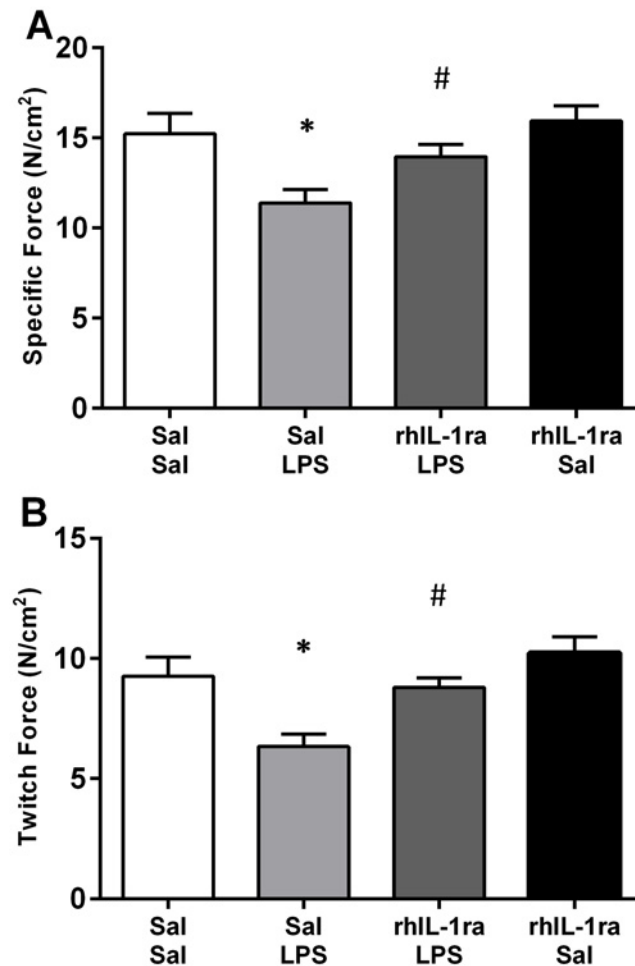 A
Specific Force (N/cm²)
20
15
10
5
0
*
#
Sal Sal rhIL-1ra rhIL-1ra
Sal LPS LPS Sal
B
Twitch Force (N/cm²)
15
10
5
0
*
#
Sal Sal rhIL-1ra rhIL-1ra
Sal LPS LPS Sal